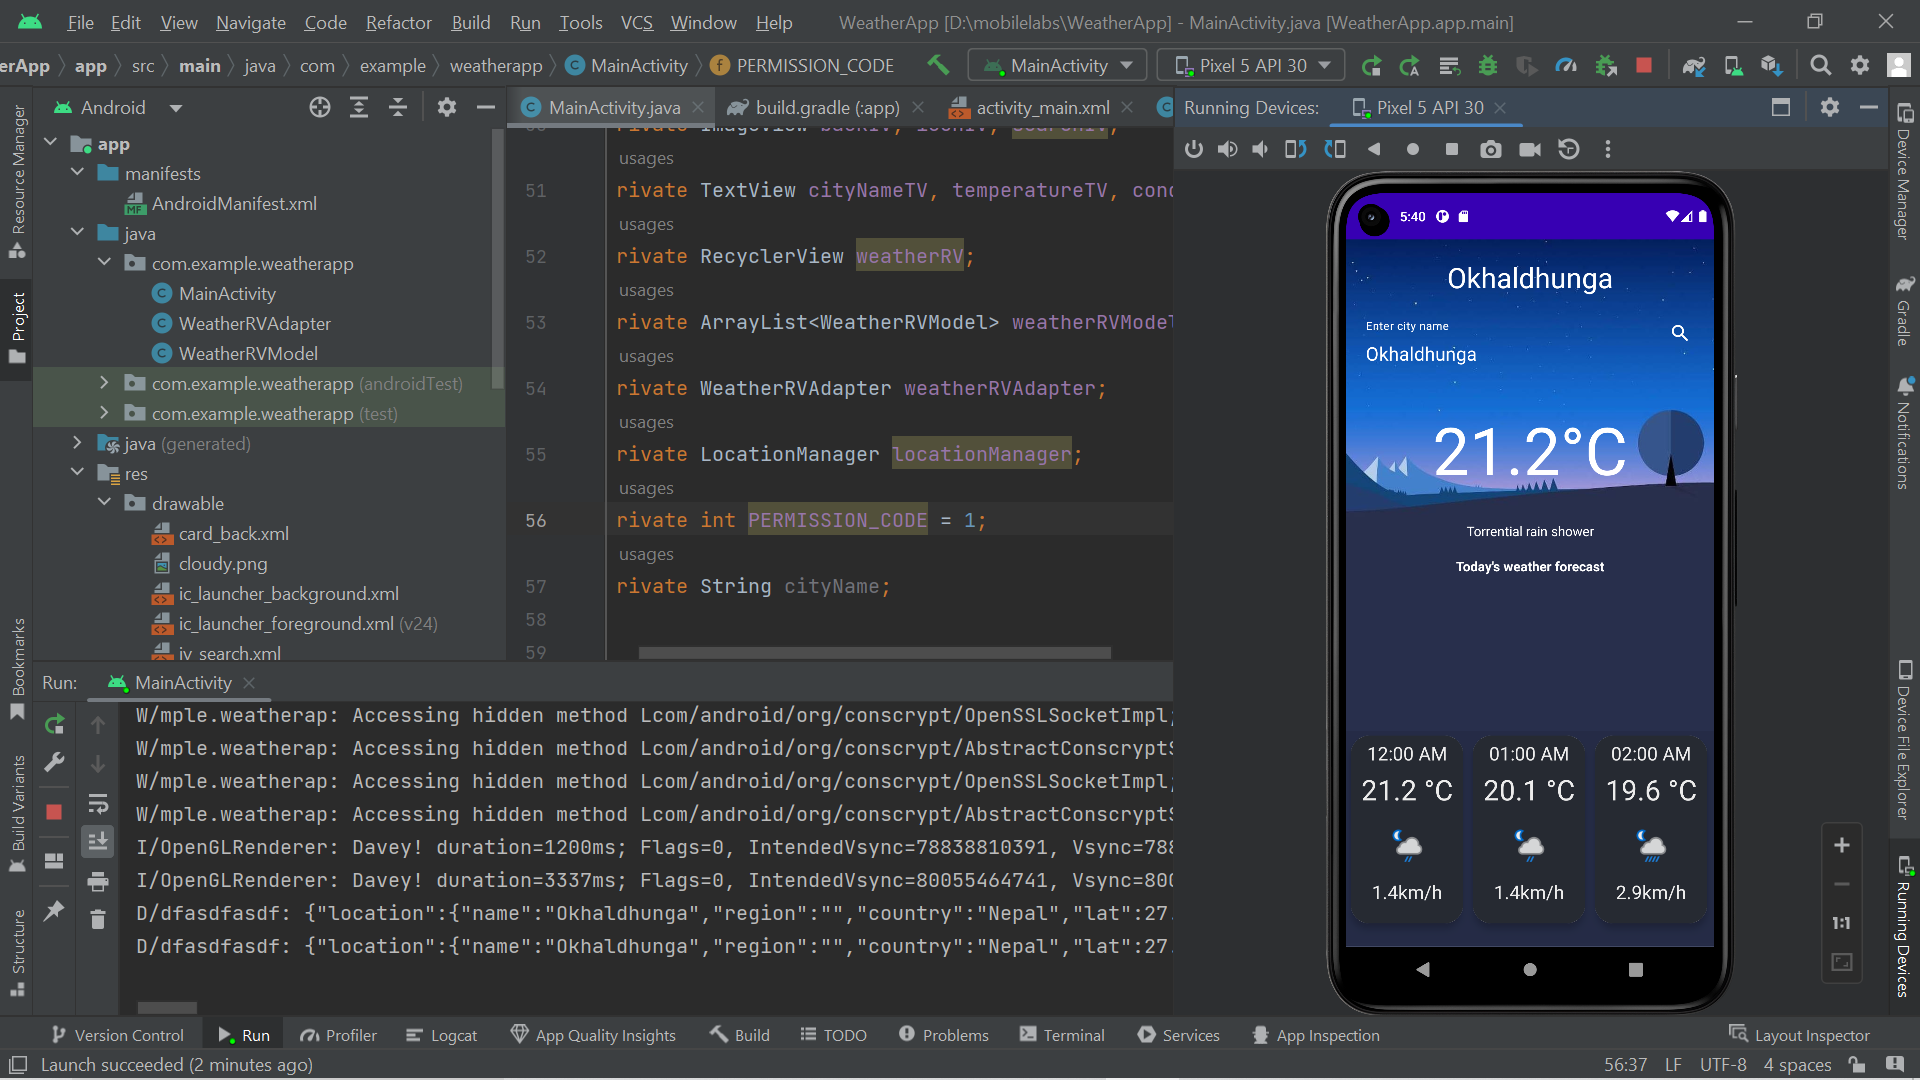 File Edit View Navigate Code Refactor Build Run Tools VCS Window Help WeatherApp [D:\mobilelabs\WeatherApp] - MainActivity.java [WeatherApp.app.main]
erApp app src main java com example weatherapp MainActivity PERMISSION_CODE MainActivity Pixel 5 API 30
Android
MainActivity.java build.gradle (:app) activity_main.xml
Running Devices: Pixel 5 API 30
Resource Manager
Project
Bookmarks
Build Variants
Structure
app
manifests
AndroidManifest.xml
java
com.example.weatherapp
MainActivity
WeatherRVAdapter
WeatherRVModel
com.example.weatherapp (androidTest)
com.example.weatherapp (test)
java (generated)
res
drawable
card_back.xml
cloudy.png
ic_launcher_background.xml
ic_launcher_foreground.xml (v24)
iv_search.xml
usages
51 rivate TextView cityNameTV, temperatureTV, cond
usages
52 rivate RecyclerView weatherRV;
usages
53 rivate ArrayList<WeatherRVModel> weatherRVModel
usages
54 rivate WeatherRVAdapter weatherRVAdapter;
usages
55 rivate LocationManager locationManager;
usages
56 rivate int PERMISSION_CODE = 1;
usages
57 rivate String cityName;
58
59
5:40
Okhaldhunga
Enter city name
Okhaldhunga
21.2°C
Torrential rain shower
Today's weather forecast
12:00 AM 01:00 AM 02:00 AM
21.2 °C 20.1 °C 19.6 °C
1.4km/h 1.4km/h 2.9km/h
1:1
Device Manager
Gradle
Notifications
Device File Explorer
Running Devices
Run: MainActivity
W/mple.weatherap: Accessing hidden method Lcom/android/org/conscrypt/OpenSSLSocketImpl;
W/mple.weatherap: Accessing hidden method Lcom/android/org/conscrypt/AbstractConscryptS
W/mple.weatherap: Accessing hidden method Lcom/android/org/conscrypt/OpenSSLSocketImpl;
W/mple.weatherap: Accessing hidden method Lcom/android/org/conscrypt/AbstractConscryptS
I/OpenGLRenderer: Davey! duration=1200ms; Flags=0, IntendedVsync=78838810391, Vsync=788
I/OpenGLRenderer: Davey! duration=3337ms; Flags=0, IntendedVsync=80055464741, Vsync=800
D/dfasdfasdf: {"location":{"name":"Okhaldhunga","region":"","country":"Nepal","lat":27.
D/dfasdfasdf: {"location":{"name":"Okhaldhunga","region":"","country":"Nepal","lat":27.
Version Control Run Profiler Logcat App Quality Insights Build TODO Problems Terminal Services App Inspection Layout Inspector
Launch succeeded (2 minutes ago) 56:37 LF UTF-8 4 spaces